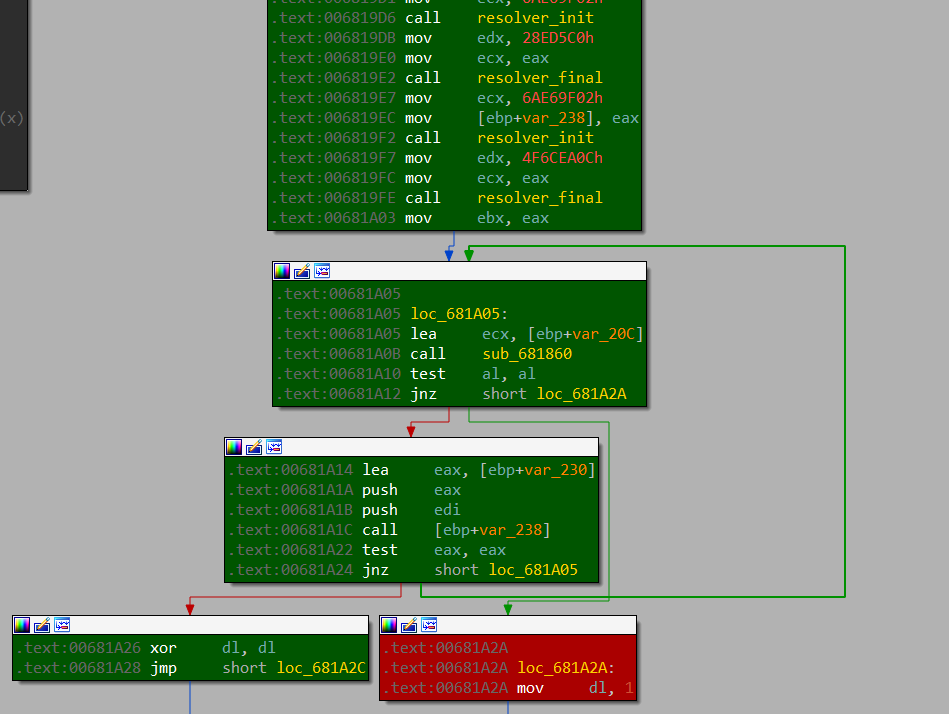 (x)
.text:006819D6 call resolver_init
.text:006819DB mov edx, 28ED5C0h
.text:006819E0 mov ecx, eax
.text:006819E2 call resolver_final
.text:006819E7 mov ecx, 6AE69F02h
.text:006819EC mov [ebp+var_238], eax
.text:006819F2 call resolver_init
.text:006819F7 mov edx, 4F6CEA0Ch
.text:006819FC mov ecx, eax
.text:006819FE call resolver_final
.text:00681A03 mov ebx, eax
.text:00681A05
.text:00681A05 loc_681A05:
.text:00681A05 lea ecx, [ebp+var_20C]
.text:00681A0B call sub_681860
.text:00681A10 test al, al
.text:00681A12 jnz short loc_681A2A
.text:00681A14 lea eax, [ebp+var_230]
.text:00681A1A push eax
.text:00681A1B push edi
.text:00681A1C call [ebp+var_238]
.text:00681A22 test eax, eax
.text:00681A24 jnz short loc_681A05
.text:00681A26 xor dl, dl
.text:00681A28 jmp short loc_681A2C
.text:00681A2A
.text:00681A2A loc_681A2A:
.text:00681A2A mov dl, 1